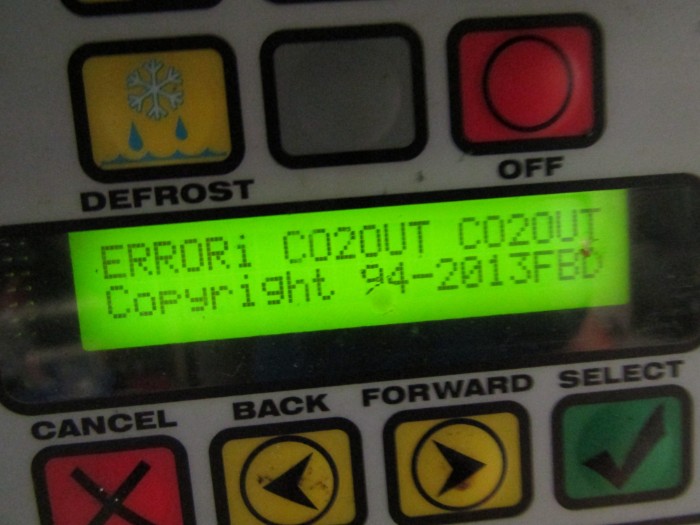 DEFROST
OFF
ERRORi CO2OUT CO2OUT
Copyright 94-2013FBD
CANCEL
BACK
FORWARD
SELECT